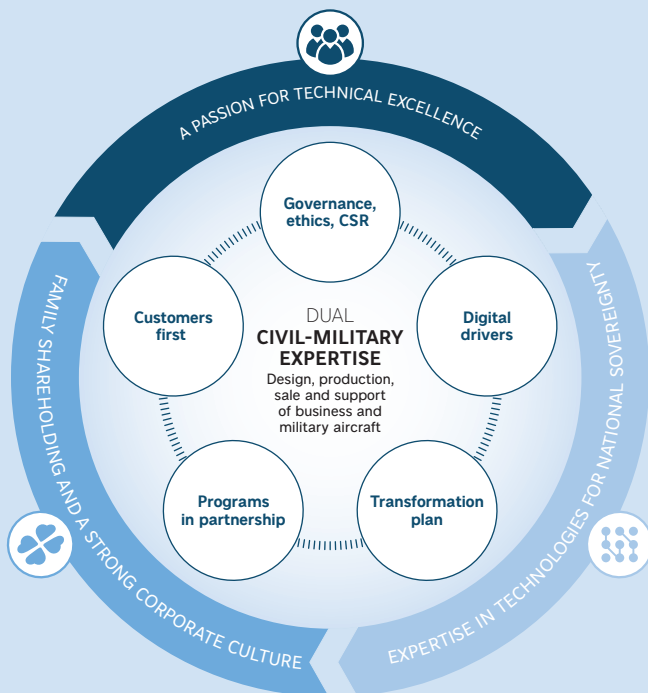 A PASSION FOR TECHNICAL EXCELLENCE
Governance,
ethics, CSR
Customers
first
Digital
drivers
DUAL
CIVIL-MILITARY
EXPERTISE
Design, production,
sale and support
of business and
military aircraft
Programs
in partnership
Transformation
plan
FAMILY SHAREHOLDING AND A STRONG CORPORATE CULTURE
EXPERTISE IN TECHNOLOGIES FOR NATIONAL SOVEREIGNTY